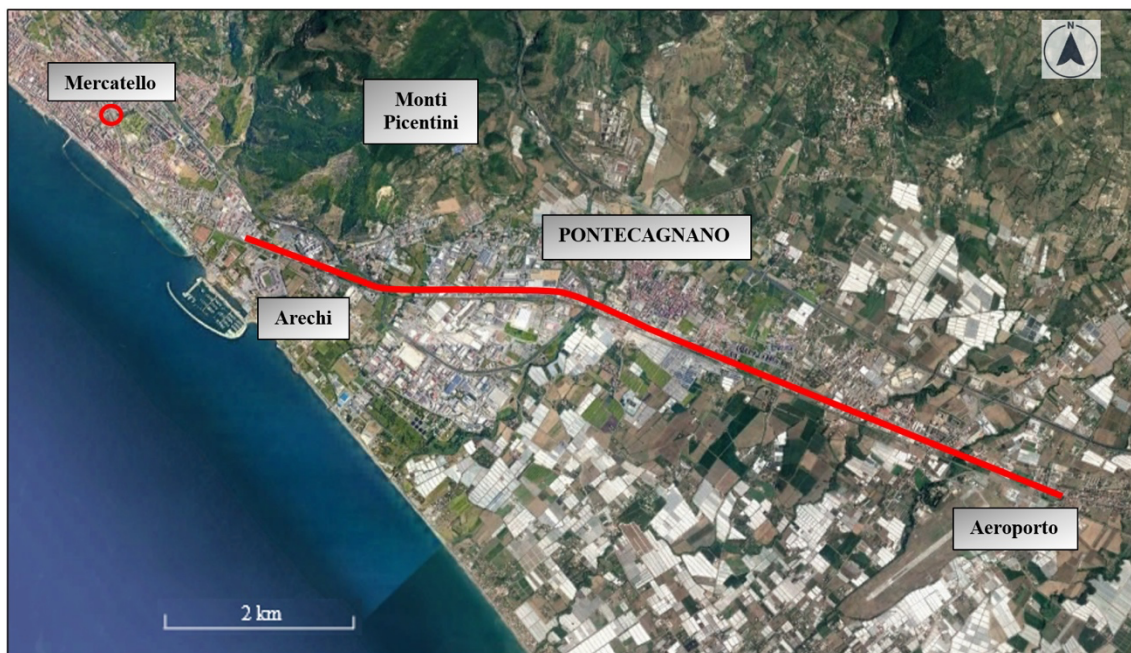 N
Mercatello
Monti
Picentini
PONTECAGNANO
Arechi
Aeroporto
2 km